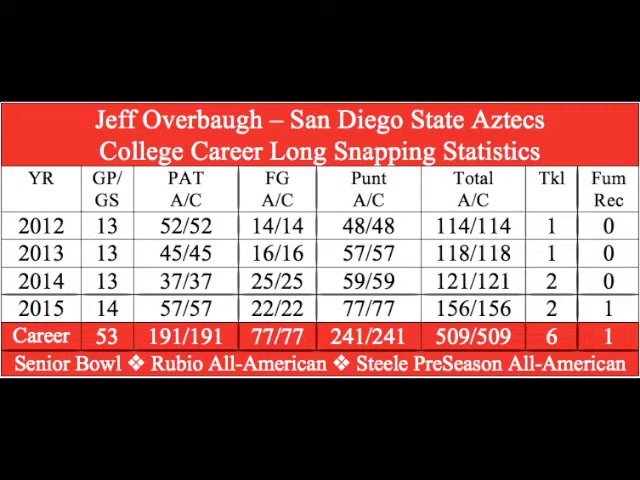 Jeff Overbaugh – San Diego State Aztecs
College Career Long Snapping Statistics
YR GP/ PAT FG Punt Total Tkl Fum
GS A/C A/C A/C A/C Rec
2012 13 52/52 14/14 48/48 114/114 1 0
2013 13 45/45 16/16 57/57 118/118 1 0
2014 13 37/37 25/25 59/59 121/121 2 0
2015 14 57/57 22/22 77/77 156/156 2 1
Career 53 191/191 77/77 241/241 509/509 6 1
Senior Bowl ❖ Rubio All-American ❖ Steele PreSeason All-American